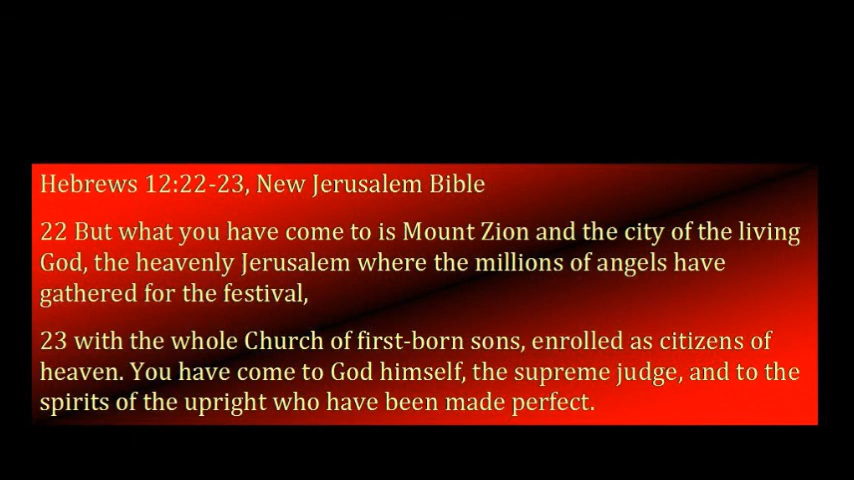 Hebrews 12:22-23, New Jerusalem Bible
22 But what you have come to is Mount Zion and the city of the living
God, the heavenly Jerusalem where the millions of angels have
gathered for the festival,
23 with the whole Church of first-born sons, enrolled as citizens of
heaven. You have come to God himself, the supreme judge, and to the
spirits of the upright who have been made perfect.